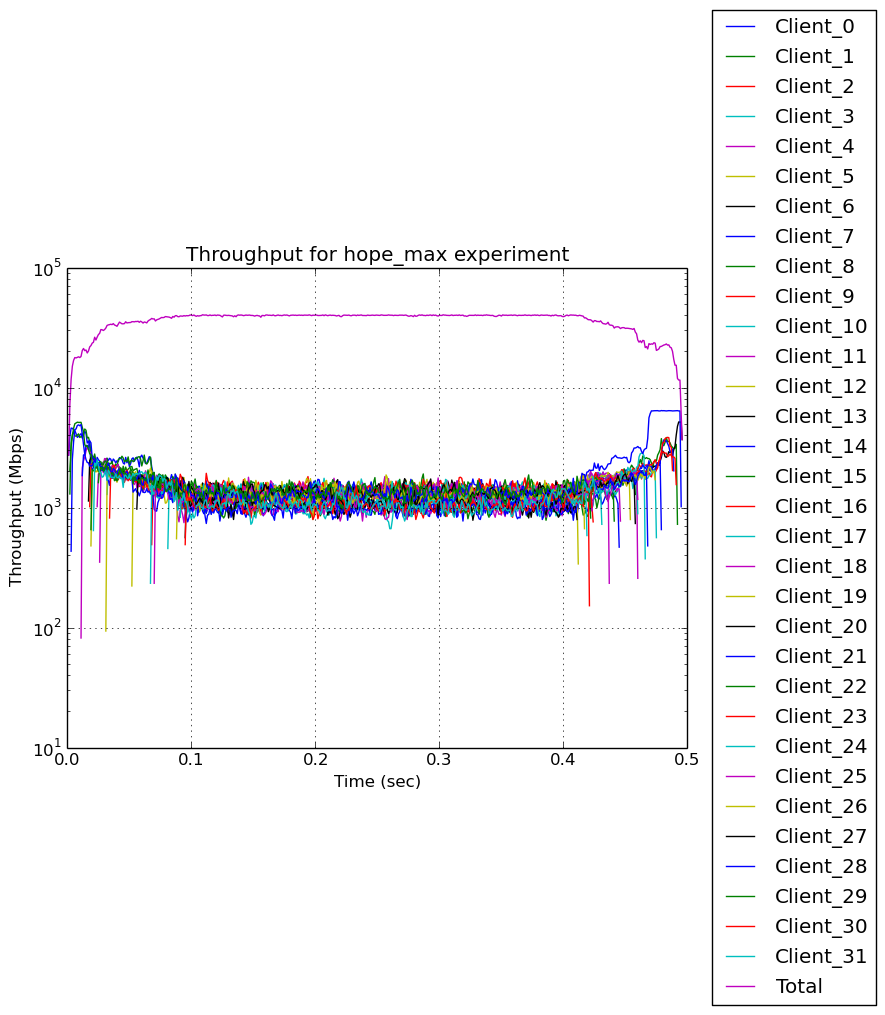 Throughput for hope_max experiment
Throughput (Mbps)
10^5
10^4
10^3
10^2
10^1
0.0 0.1 0.2 0.3 0.4 0.5
Time (sec)
Client_0
Client_1
Client_2
Client_3
Client_4
Client_5
Client_6
Client_7
Client_8
Client_9
Client_10
Client_11
Client_12
Client_13
Client_14
Client_15
Client_16
Client_17
Client_18
Client_19
Client_20
Client_21
Client_22
Client_23
Client_24
Client_25
Client_26
Client_27
Client_28
Client_29
Client_30
Client_31
Total